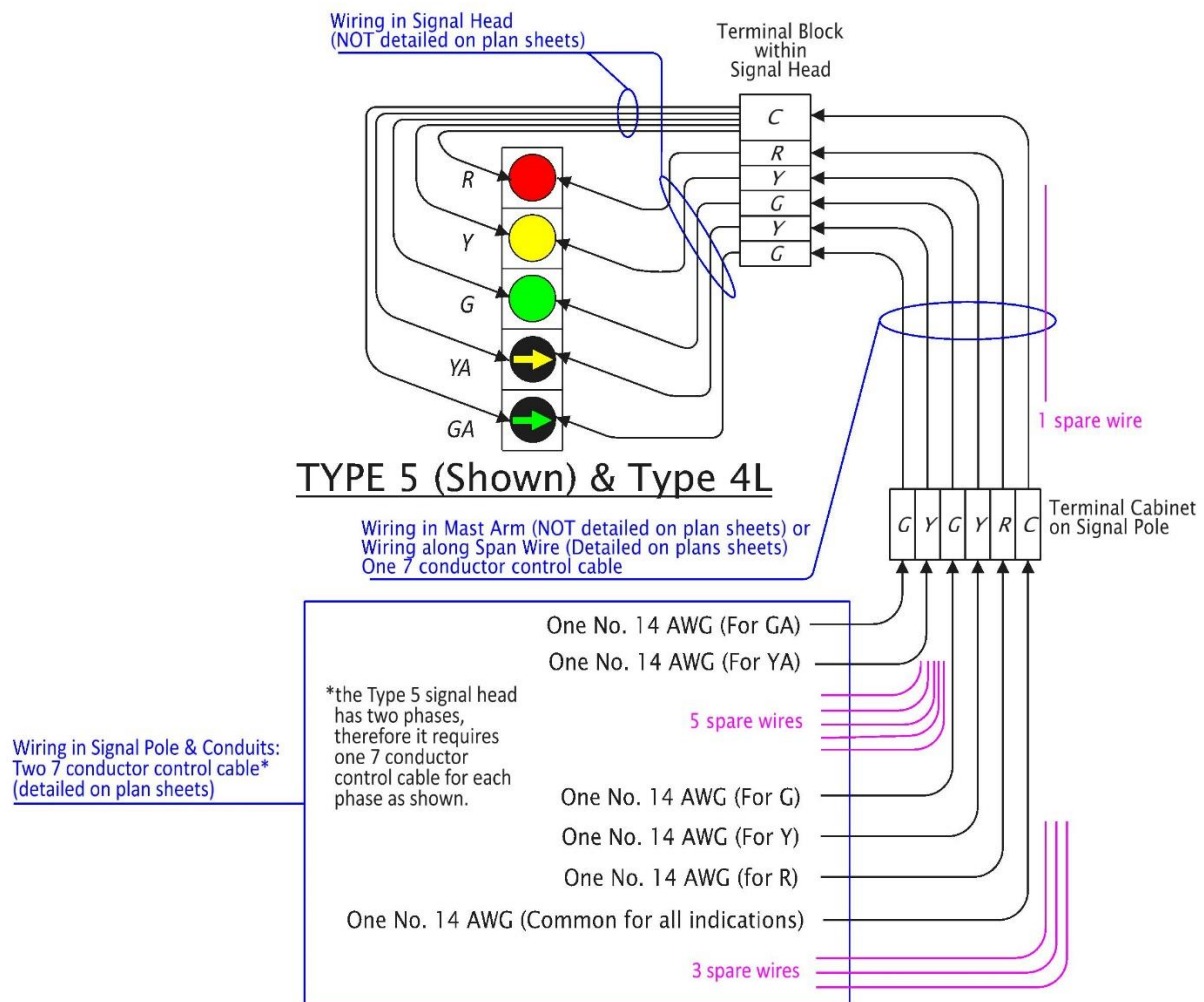 Wiring in Signal Head
(NOT detailed on plan sheets)
Terminal Block
within
Signal Head
C
R
Y
G
Y
G
R
Y
G
YA
GA
1 spare wire
TYPE 5 (Shown) & Type 4L
G Y G Y R C
Terminal Cabinet
on Signal Pole
Wiring in Mast Arm (NOT detailed on plan sheets) or
Wiring along Span Wire (Detailed on plans sheets)
One 7 conductor control cable
One No. 14 AWG (For GA)
One No. 14 AWG (For YA)
*the Type 5 signal head
has two phases,
therefore it requires
one 7 conductor
control cable for each
phase as shown.
5 spare wires
Wiring in Signal Pole & Conduits:
Two 7 conductor control cable*
(detailed on plan sheets)
One No. 14 AWG (For G)
One No. 14 AWG (For Y)
One No. 14 AWG (for R)
One No. 14 AWG (Common for all indications)
3 spare wires